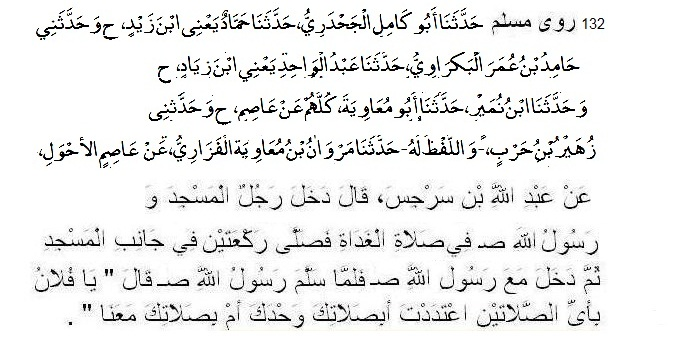 132 روى مسلم حَدَّثَنَا أَبُو كَامِلٍ الْجَحْدَرِيُّ، حَدَّثَنَا حَمَّادٌ يَعْنِي ابْنَ زَيْدٍ، ح وَحَدَّثَنِي
حَامِدُ بْنُ عُمَرَ الْبَكْرَاوِيُّ، حَدَّثَنَا عَبْدُ الْوَاحِدِ يَعْنِي ابْنَ زِيَادٍ، ح
وَحَدَّثَنَا ابْنُ نُمَيْرٍ، حَدَّثَنَا أَبُو مُعَاوِيَةَ، كُلُّهُمْ عَنْ عَاصِمٍ، ح وَحَدَّثَنِى
زُهَيْرُ بْنُ حَرْبٍ، - وَاللَّفْظُ لَهُ - حَدَّثَنَا مَرْوَانُ بْنُ مُعَاوِيَةَ الْفَزَارِيُّ، عَنْ عَاصِمٍ الأَحْوَلِ،
عَنْ عَبْدِ اللَّهِ بْنِ سَرْجِسَ، قَالَ دَخَلَ رَجُلٌ الْمَسْجِدَ وَ
رَسُولُ اللَّهِ صـ فِي صَلاَةِ الْغَدَاةِ فَصَلَّى رَكْعَتَيْنِ فِي جَانِبِ الْمَسْجِدِ
ثُمَّ دَخَلَ مَعَ رَسُولِ اللَّهِ صـ فَلَمَّا سَلَّمَ رَسُولُ اللَّهِ صـ قَالَ " يَا فُلاَنُ
بِأَىِّ الصَّلاَتَيْنِ اعْتَدَدْتَ أَبِصَلاَتِكَ وَحْدَكَ أَمْ بِصَلاَتِكَ مَعَنَا " .